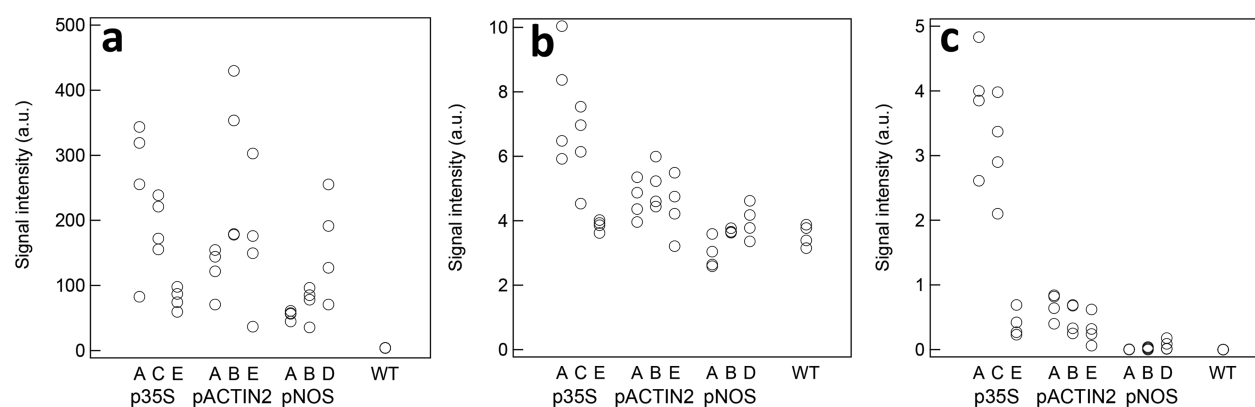 a
Signal intensity (a.u.)
500
400
300
200
100
0
A C E A B E A B D WT
p35S pACTIN2 pNOS
b
Signal intensity (a.u.)
10
8
6
4
2
0
A C E A B E A B D WT
p35S pACTIN2 pNOS
c
Signal intensity (a.u.)
5
4
3
2
1
0
A C E A B E A B D WT
p35S pACTIN2 pNOS